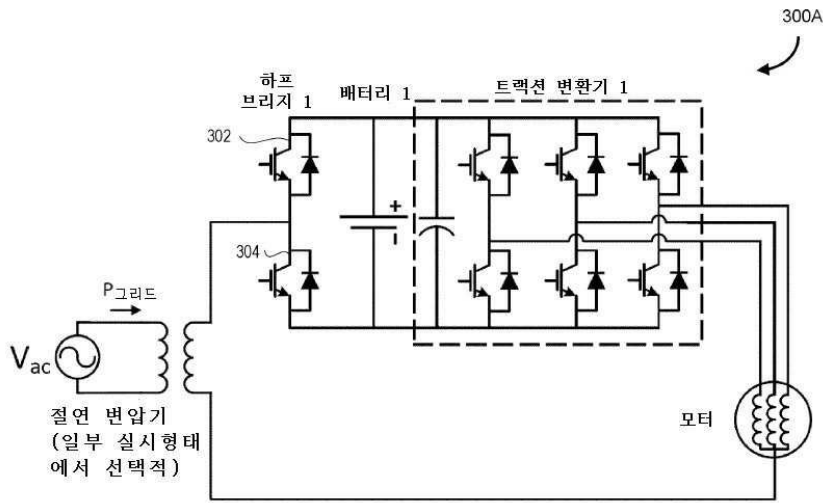 300A
하프
브리지 1
배터리 1
트랙션 변환기 1
302
+
-
304
P그리드
Vac
절연 변압기
(일부 실시형태
에서 선택적)
모터